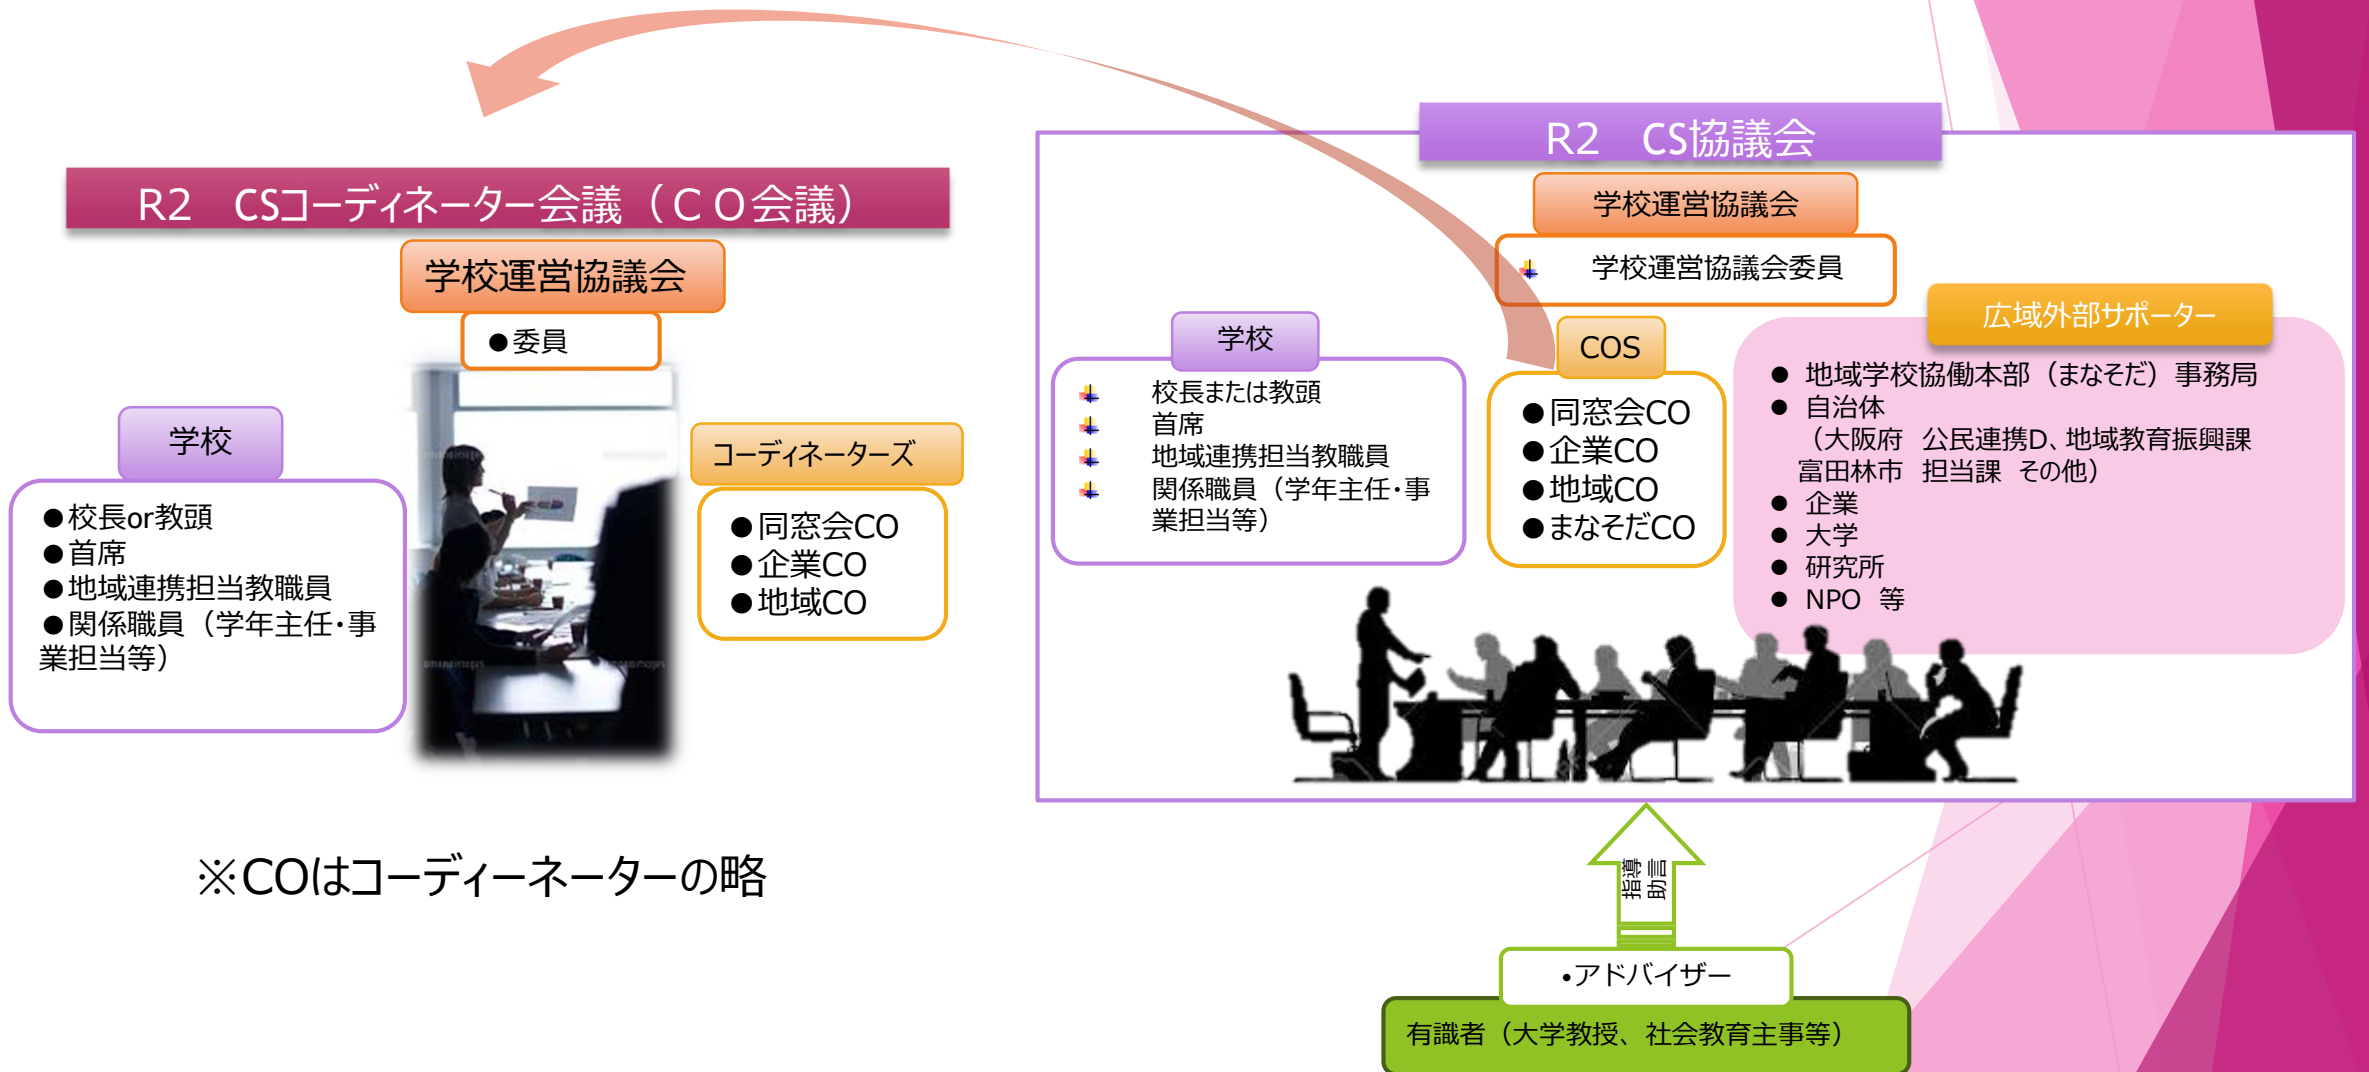 R2 CSコーディネーター会議（ＣＯ会議）
学校運営協議会
●委員
学校
●校長or教頭
●首席
●地域連携担当教職員
●関係職員（学年主任・事
業担当等）
コーディネーターズ
●同窓会CO
●企業CO
●地域CO
※COはコーディーネーターの略
R2 CS協議会
学校運営協議会
学校運営協議会委員
学校
校長または教頭
首席
地域連携担当教職員
関係職員（学年主任・事
業担当等）
COS
●同窓会CO
●企業CO
●地域CO
●まなそだCO
広域外部サポーター
● 地域学校協働本部（まなそだ）事務局
● 自治体
（大阪府 公民連携D、地域教育振興課
富田林市 担当課 その他）
● 企業
● 大学
● 研究所
● NPO 等
指導
助言
•アドバイザー
有識者（大学教授、社会教育主事等）